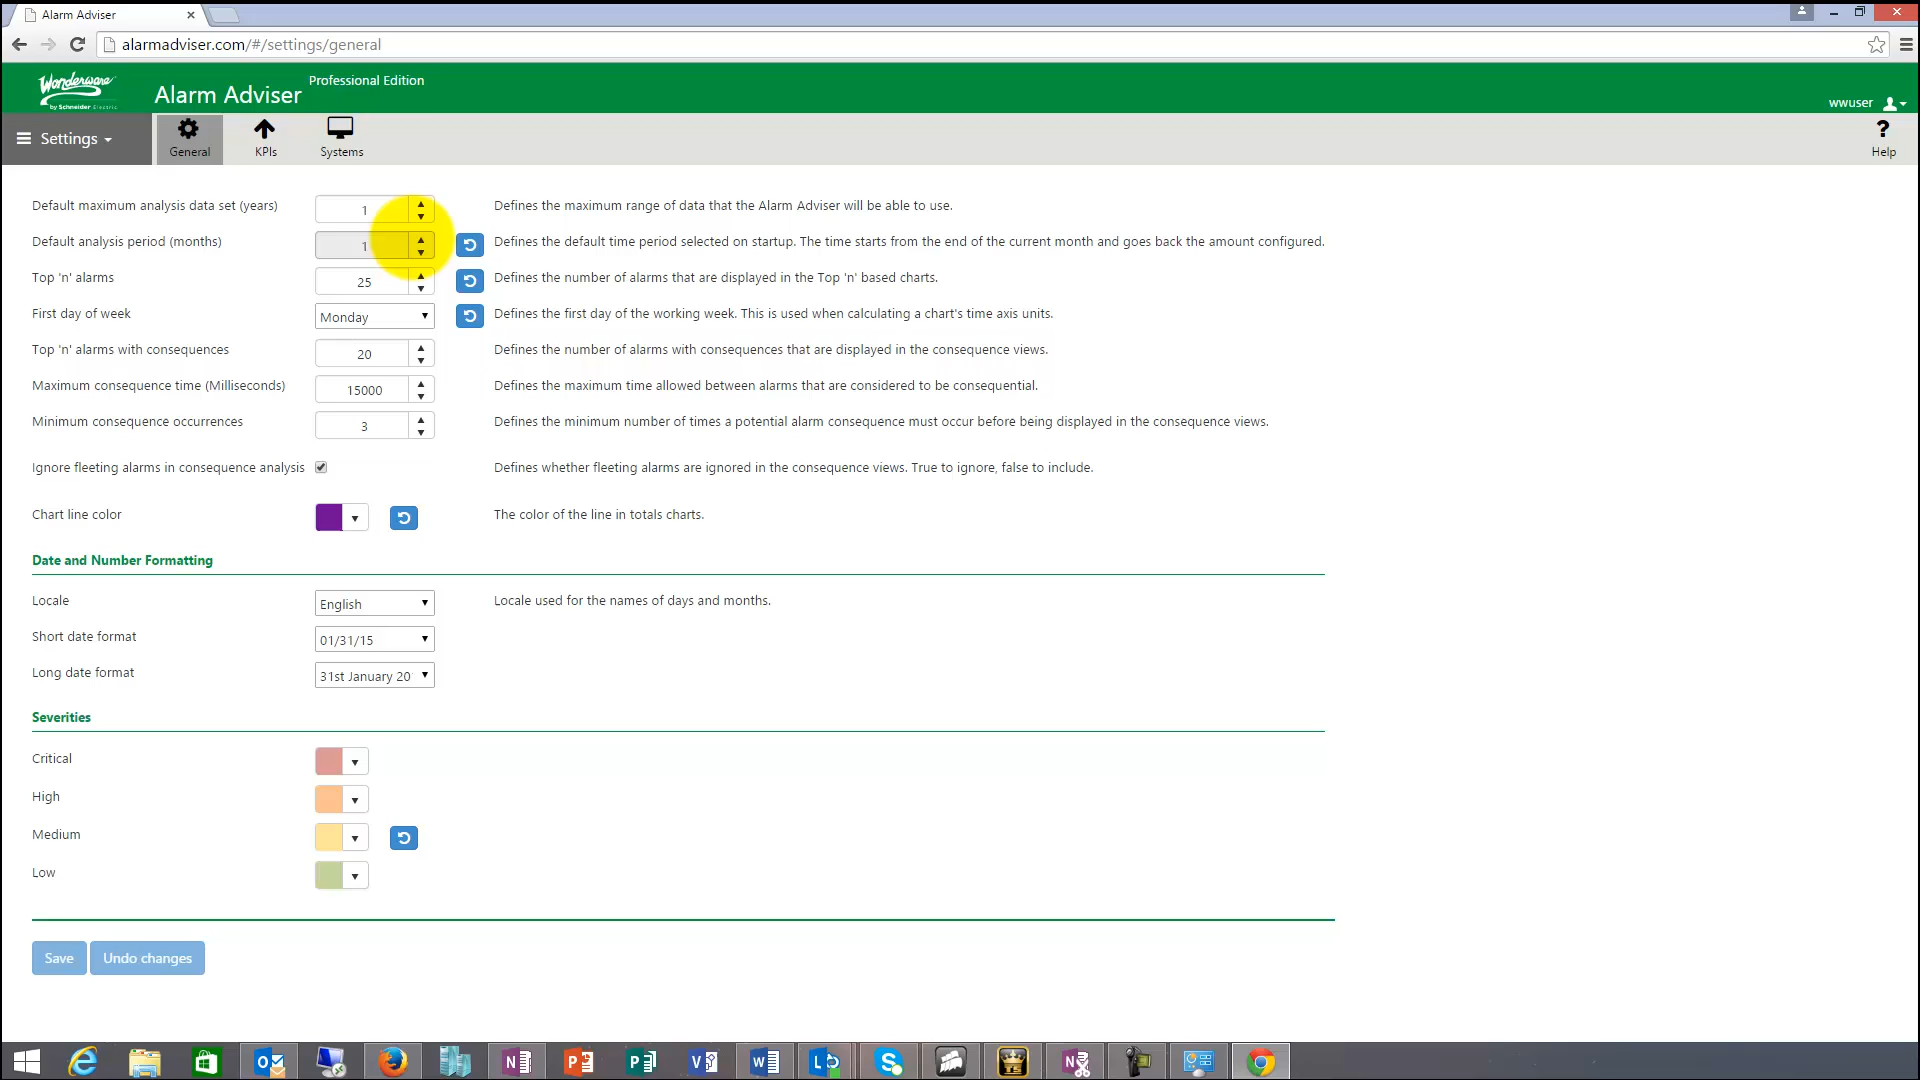 Alarm Adviser
alarmadviser.com/#/settings/general
Wonderware
by Schneider Electric
Alarm Adviser
Professional Edition
wwuser
Settings
General
KPIs
Systems
? Help
Default maximum analysis data set (years) 1 Defines the maximum range of data that the Alarm Adviser will be able to use.
Default analysis period (months) 1 Defines the default time period selected on startup. The time starts from the end of the current month and goes back the amount configured.
Top 'n' alarms 25 Defines the number of alarms that are displayed in the Top 'n' based charts.
First day of week Monday Defines the first day of the working week. This is used when calculating a chart's time axis units.
Top 'n' alarms with consequences 20 Defines the number of alarms with consequences that are displayed in the consequence views.
Maximum consequence time (Milliseconds) 15000 Defines the maximum time allowed between alarms that are considered to be consequential.
Minimum consequence occurrences 3 Defines the minimum number of times a potential alarm consequence must occur before being displayed in the consequence views.
Ignore fleeting alarms in consequence analysis Defines whether fleeting alarms are ignored in the consequence views. True to ignore, false to include.
Chart line color The color of the line in totals charts.
Date and Number Formatting
Locale English Locale used for the names of days and months.
Short date format 01/31/15
Long date format 31st January 20
Severities
Critical
High
Medium
Low
Save Undo changes